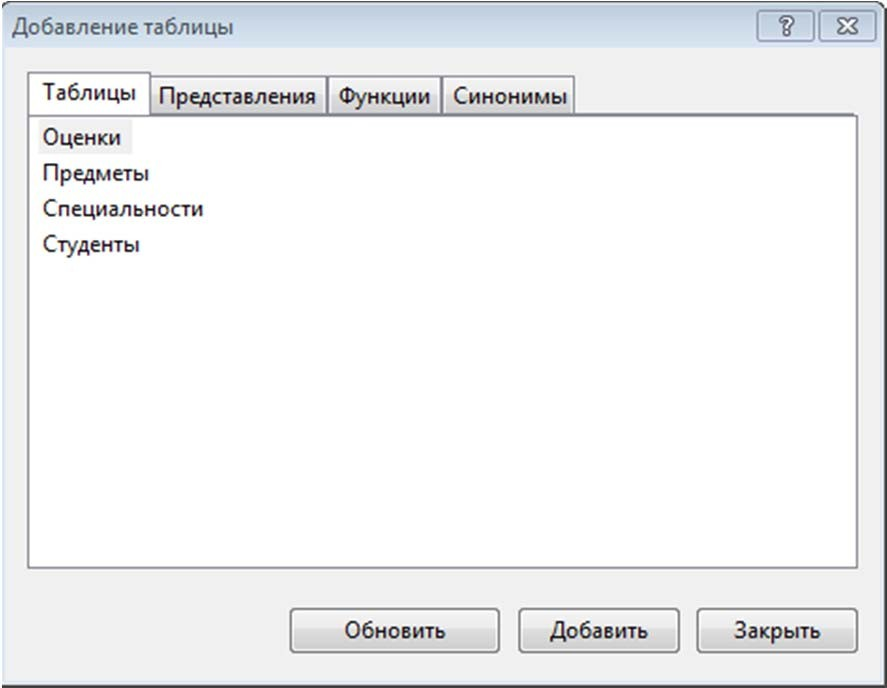 Добавление таблицы
Таблицы Представления Функции Синонимы
Оценки
Предметы
Специальности
Студенты
Обновить Добавить Закрыть